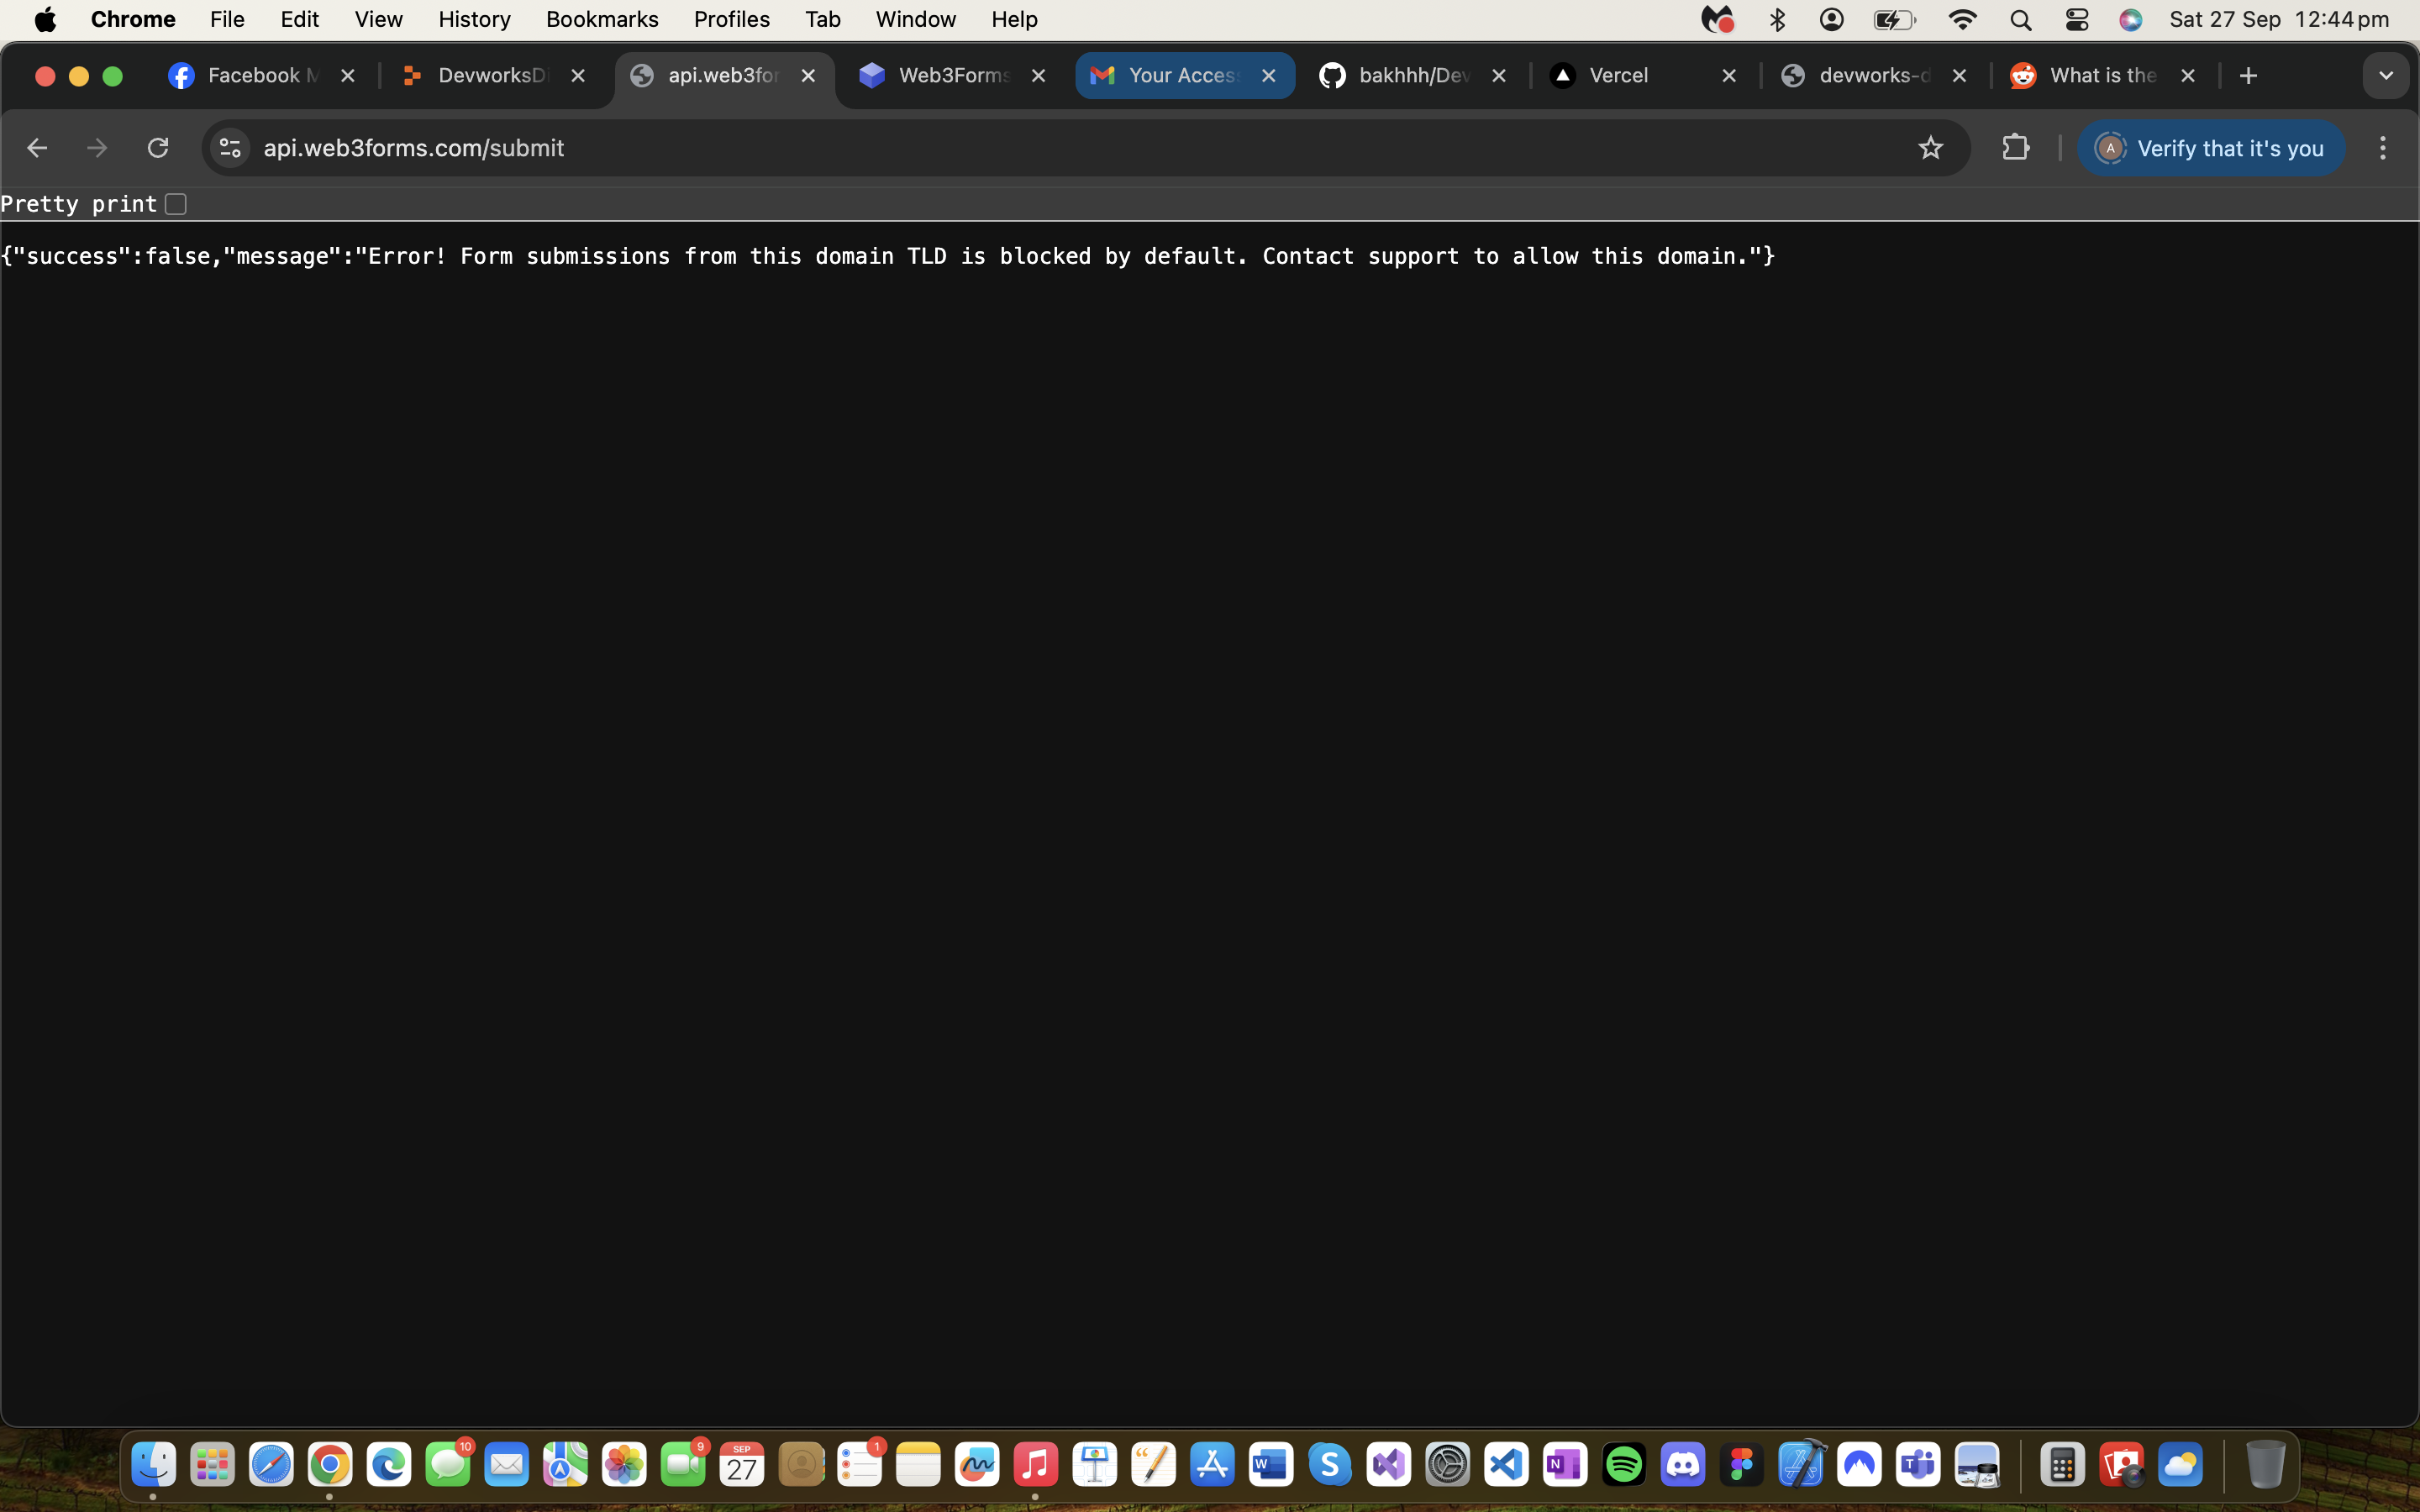 Chrome File Edit View History Bookmarks Profiles Tab Window Help Sat 27 Sep 12:44 pm
Facebook M DevworksDi api.web3for Web3Forms Your Acces bakhhh/Dev Vercel devworks-d What is the
api.web3forms.com/submit A Verify that it's you
Pretty print
{"success":false,"message":"Error! Form submissions from this domain TLD is blocked by default. Contact support to allow this domain."}
10 9 SEP 27 1